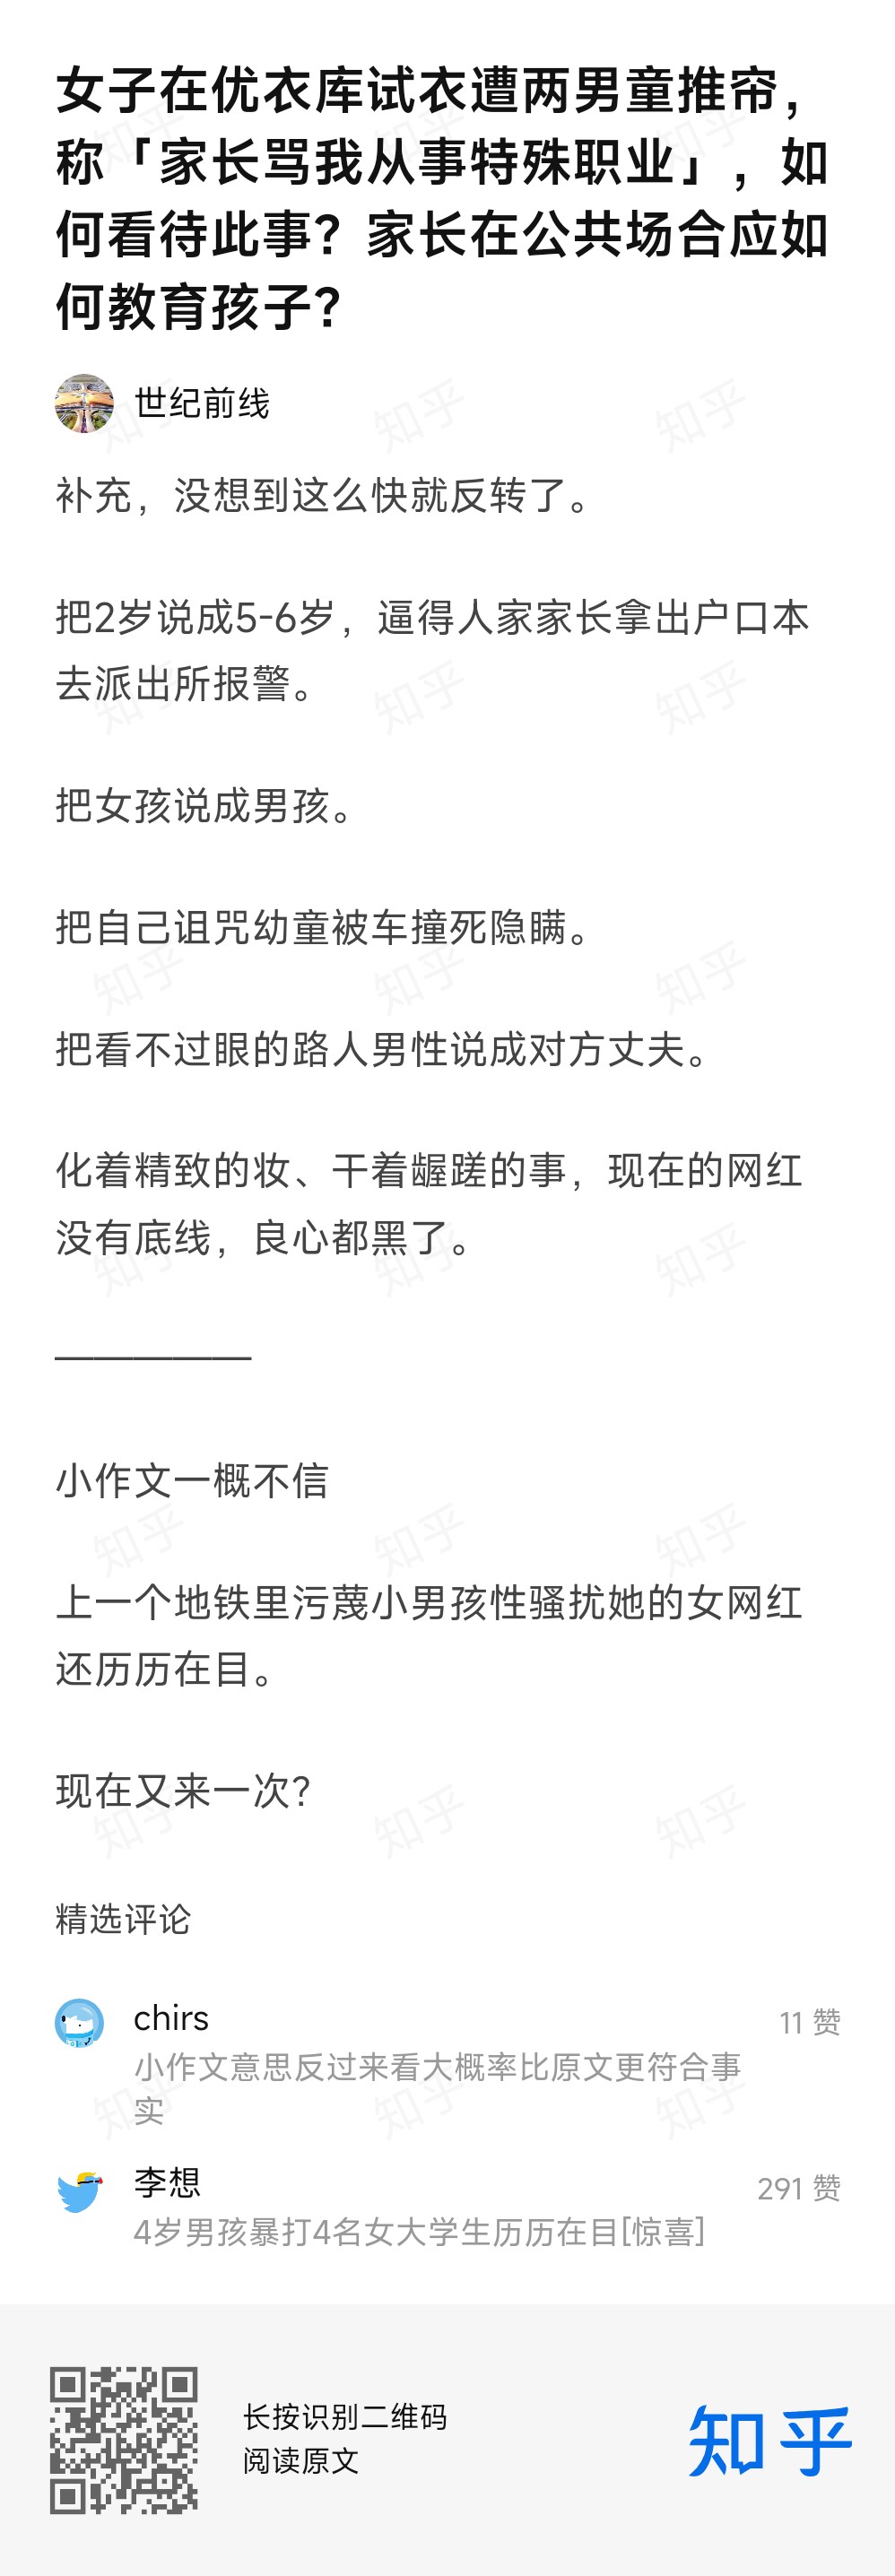 女子在优衣库试衣遭两男童推帘，
称「家长骂我从事特殊职业」，如
何看待此事？家长在公共场合应如
何教育孩子？
世纪前线
补充，没想到这么快就反转了。
把2岁说成5-6岁，逼得人家家长拿出户口本
去派出所报警。
把女孩说成男孩。
把自己诅咒幼童被车撞死隐瞒。
把看不过眼的路人男性说成对方丈夫。
化着精致的妆、干着龌蹉的事，现在的网红
没有底线，良心都黑了。
—————
小作文一概不信
上一个地铁里污蔑小男孩性骚扰她的女网红
还历历在目。
现在又来一次？
精选评论
chirs
11 赞
小作文意思反过来看大概率比原文更符合事
实
李想
291 赞
4岁男孩暴打4名女大学生历历在目[惊喜]
长按识别二维码
阅读原文
知乎